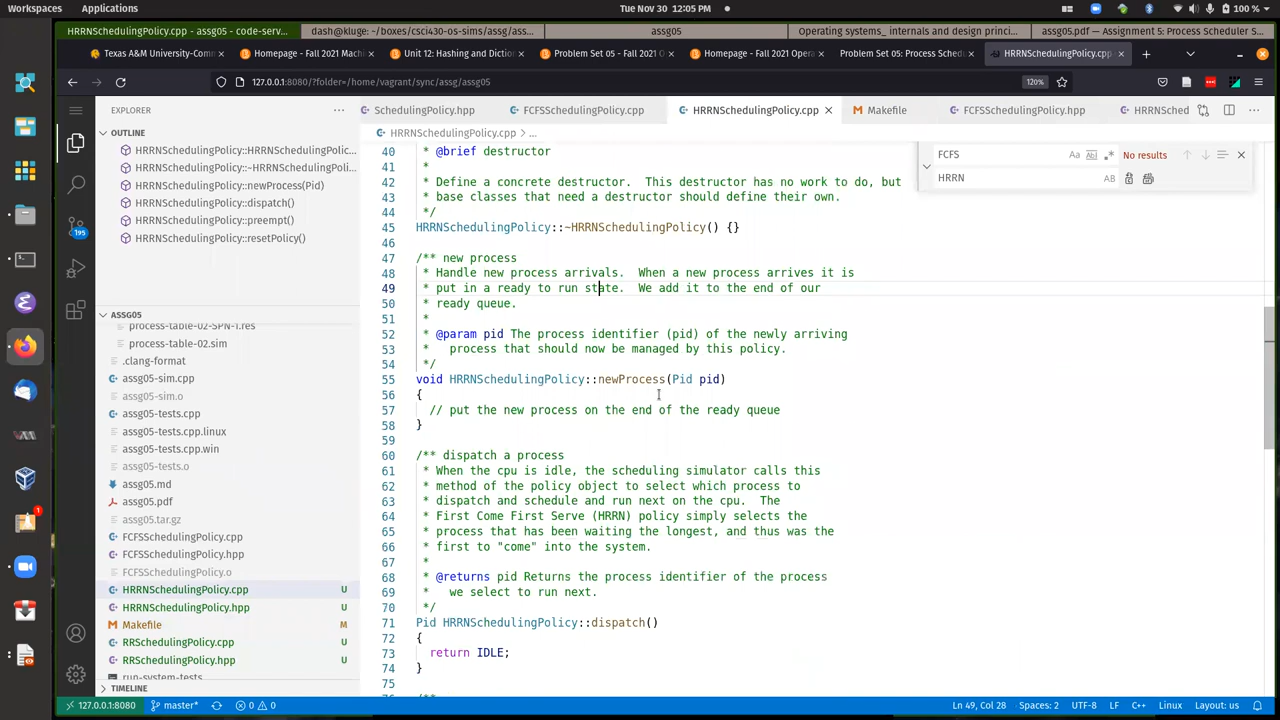 Workspaces Applications Tue Nov 30 12:05 PM 100 %
HRRNSchedulingPolicy.cpp - assg05 - code-serv... dash@kluge: ~/boxes/csci430-os-sims/assg/ass... assg05 Operating systems_ internals and design princi... assg05.pdf — Assignment 5: Process Scheduler S...
Texas A&M University-Com Homepage - Fall 2021 Machi Unit 12: Hashing and Dictio Problem Set 05 - Fall 2021 O Homepage - Fall 2021 Opera Problem Set 05: Process Schedu HRRNSchedulingPolicy.cpp
127.0.0.1:8080/?folder=/home/vagrant/sync/assg/assg05 120%
EXPLORER
SchedulingPolicy.hpp FCFSSchedulingPolicy.cpp HRRNSchedulingPolicy.cpp Makefile FCFSSchedulingPolicy.hpp HRRNSched
OUTLINE
HRRNSchedulingPolicy::HRRNSchedulingPolic...
HRRNSchedulingPolicy::~HRRNSchedulingPoli...
HRRNSchedulingPolicy::newProcess(Pid)
HRRNSchedulingPolicy::dispatch()
HRRNSchedulingPolicy::preempt()
HRRNSchedulingPolicy::resetPolicy()
195
ASSG05
process-table-02-SPN-1.res
process-table-02.sim
.clang-format
assg05-sim.cpp
assg05-sim.o
assg05-tests.cpp
assg05-tests.cpp.linux
assg05-tests.cpp.win
assg05-tests.o
assg05.md
assg05.pdf
assg05.tar.gz
FCFSSchedulingPolicy.cpp
FCFSSchedulingPolicy.hpp
FCFSSchedulingPolicy.o
HRRNSchedulingPolicy.cpp U
HRRNSchedulingPolicy.hpp U
Makefile M
RRSchedulingPolicy.cpp U
RRSchedulingPolicy.hpp U
run-system-tests
TIMELINE
1
HRRNSchedulingPolicy.cpp > ...
FCFS Aa No results
HRRN AB
40 * @brief destructor
41 *
42 * Define a concrete destructor.  This destructor has no work to do, but
43 * base classes that need a destructor should define their own.
44 */
45 HRRNSchedulingPolicy::~HRRNSchedulingPolicy() {}
46
47 /** new process
48 * Handle new process arrivals.  When a new process arrives it is
49 * put in a ready to run state.  We add it to the end of our
50 * ready queue.
51 *
52 * @param pid The process identifier (pid) of the newly arriving
53 *   process that should now be managed by this policy.
54 */
55 void HRRNSchedulingPolicy::newProcess(Pid pid)
56 {
57 // put the new process on the end of the ready queue
58 }
59
60 /** dispatch a process
61 * When the cpu is idle, the scheduling simulator calls this
62 * method of the policy object to select which process to
63 * dispatch and schedule and run next on the cpu.  The
64 * First Come First Serve (HRRN) policy simply selects the
65 * process that has been waiting the longest, and thus was the
66 * first to "come" into the system.
67 *
68 * @returns pid Returns the process identifier of the process
69 *   we select to run next.
70 */
71 Pid HRRNSchedulingPolicy::dispatch()
72 {
73 return IDLE;
74 }
75
76 /**
127.0.0.1:8080 master* 0 0 Ln 49, Col 28 Spaces: 2 UTF-8 LF C++ Linux Layout: us